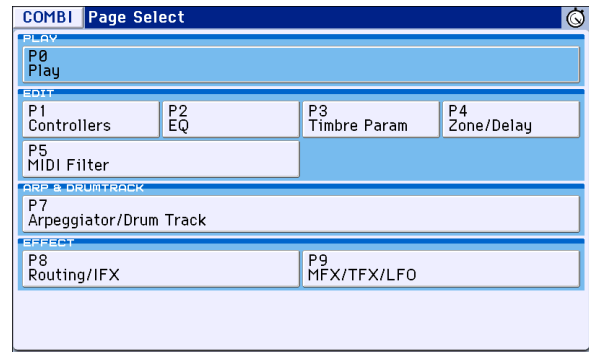 COMBI Page Select
PLAY
P0
Play
EDIT
P1
Controllers
P2
EQ
P3
Timbre Param
P4
Zone/Delay
P5
MIDI Filter
ARP & DRUMTRACK
P7
Arpeggiator/Drum Track
EFFECT
P8
Routing/IFX
P9
MFX/TFX/LFO